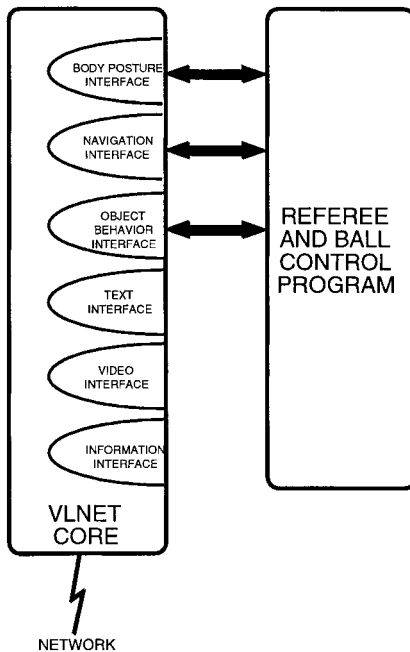 BODY POSTURE
INTERFACE
NAVIGATION
INTERFACE
OBJECT
BEHAVIOR
INTERFACE
TEXT
INTERFACE
VIDEO
INTERFACE
INFORMATION
INTERFACE
VLNET
CORE
NETWORK
REFEREE
AND BALL
CONTROL
PROGRAM